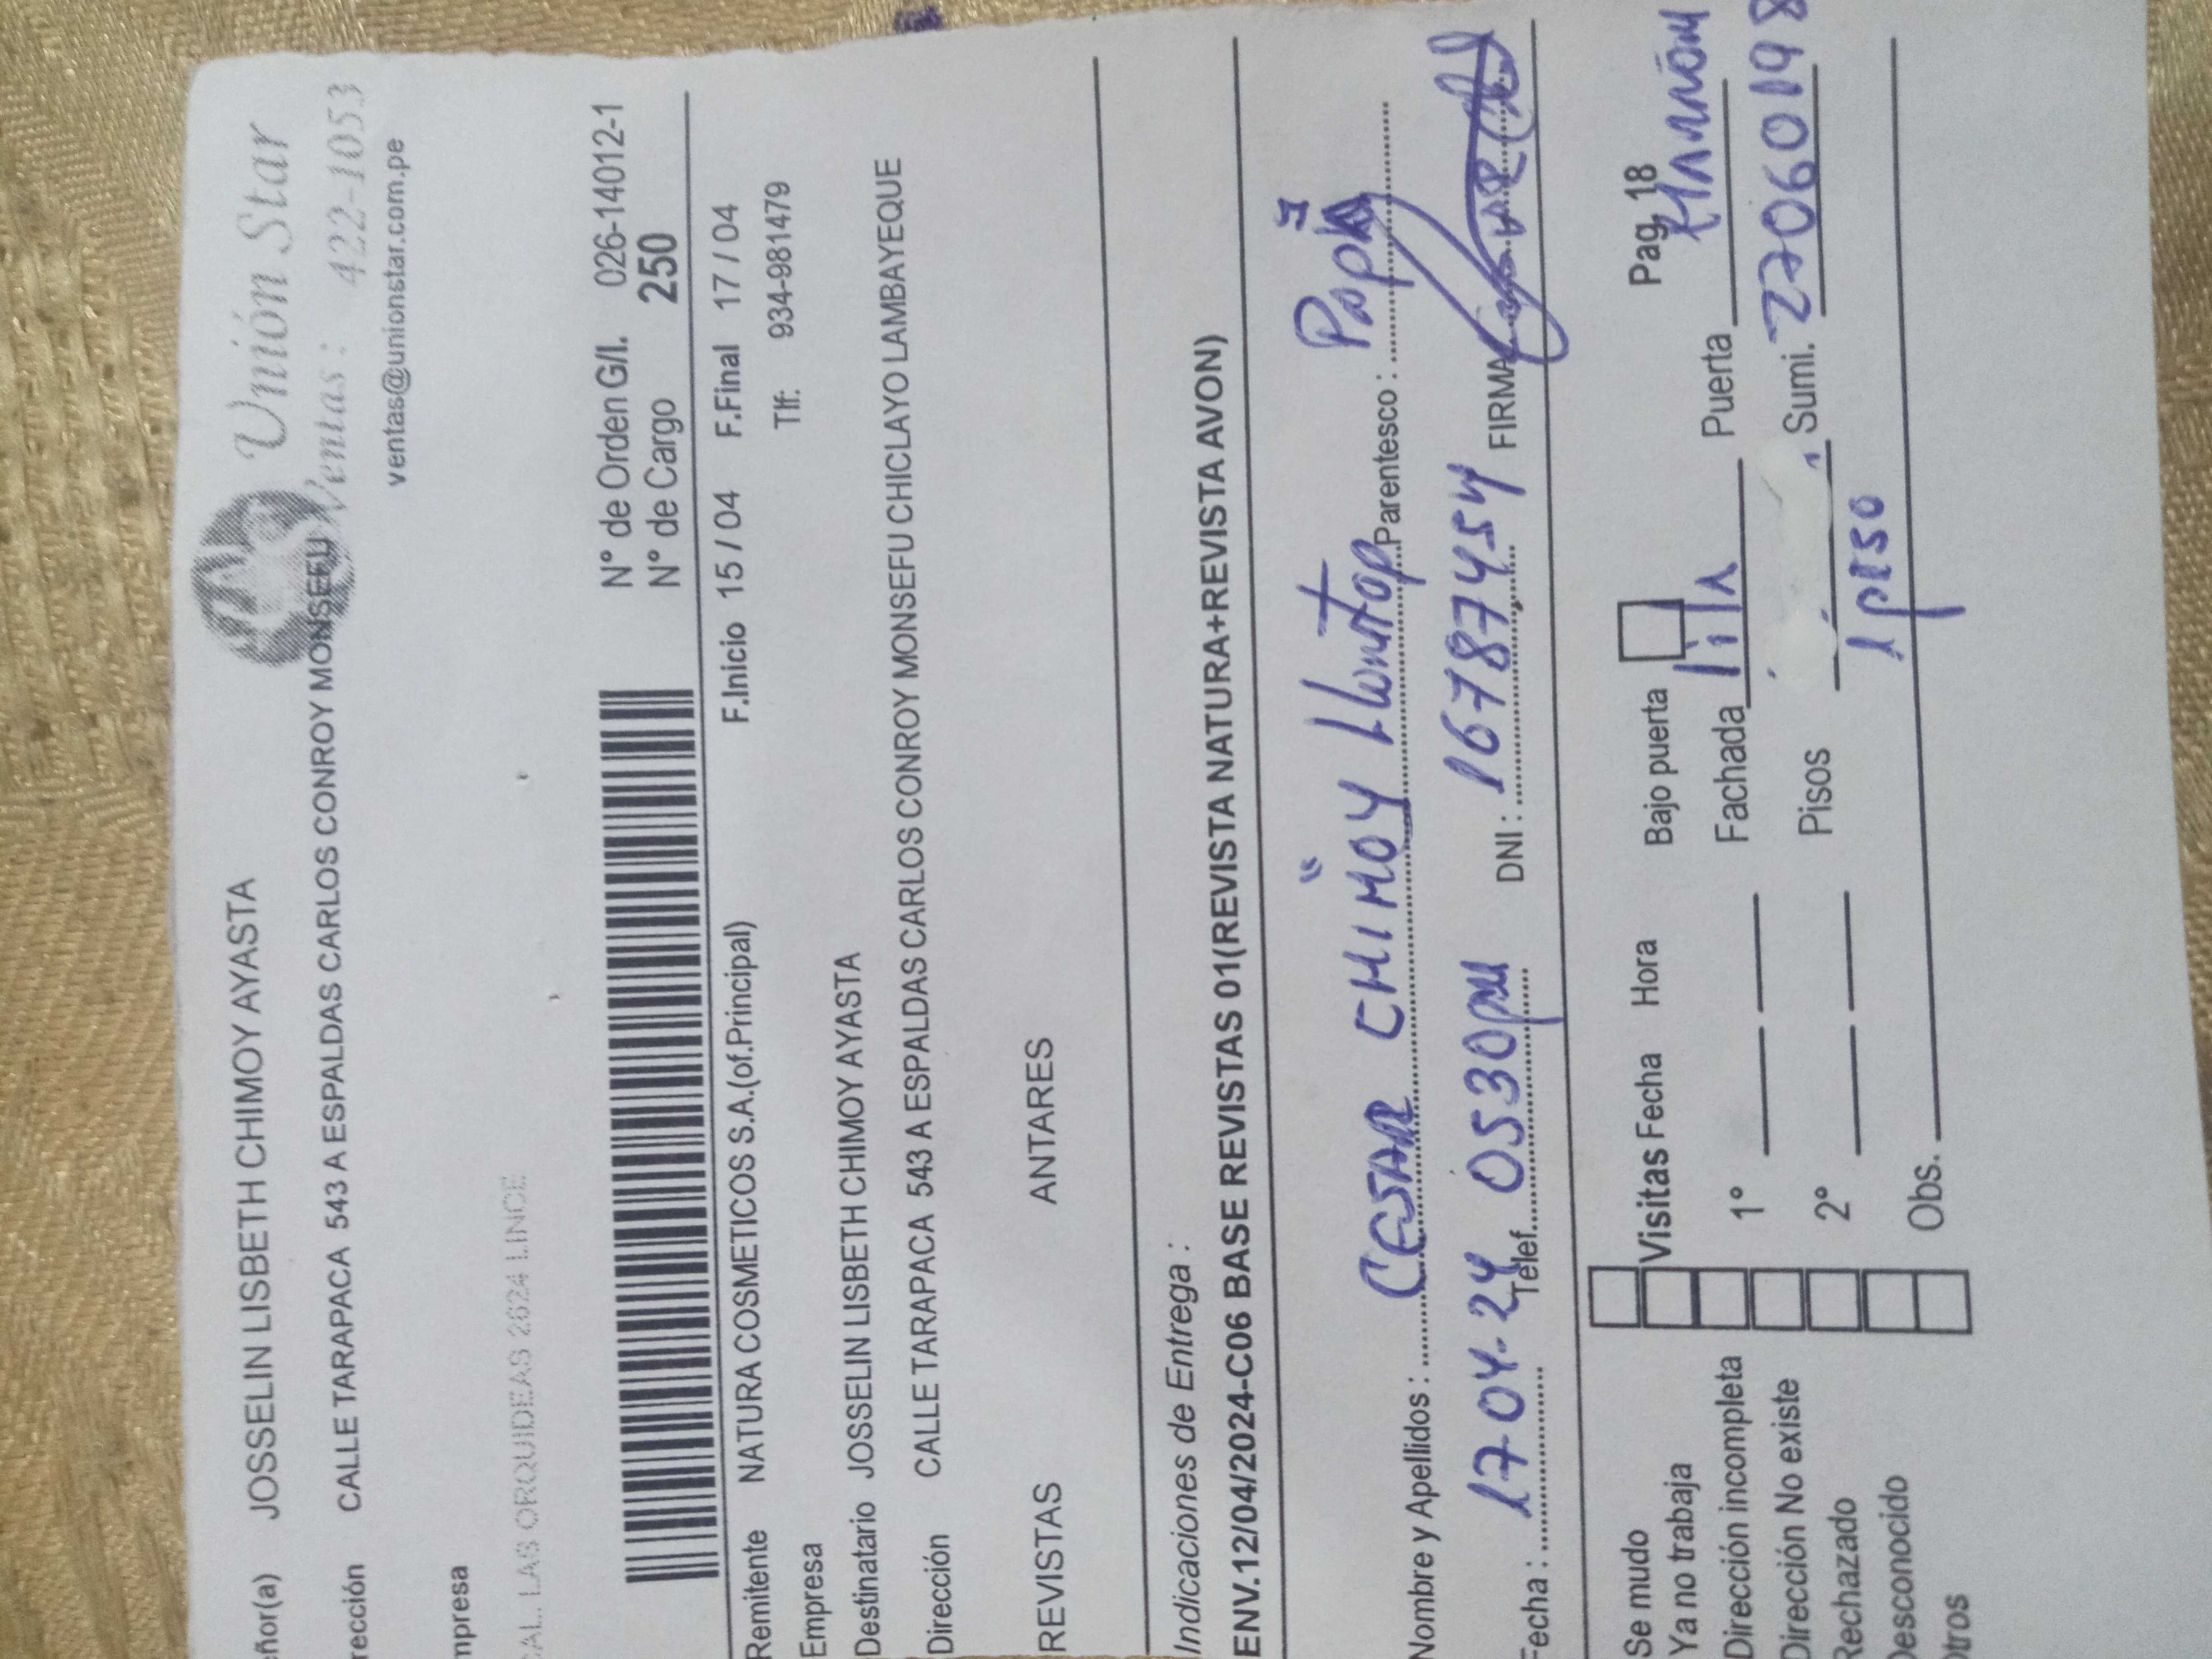 eñor(a) JOSSELIN LISBETH CHIMOY AYASTA
Unión Star
rección CALLE TARAPACA 543 A ESPALDAS CARLOS CONROY MONSEFU
Ventas: 422-1053
ventas@unionstar.com.pe
mpresa
CAL. LAS ORQUIDEAS 2624 LINCE
N° de Orden G/I. 026-14012-1
N° de Cargo 250
Remitente NATURA COSMETICOS S.A.(of.Principal) F.Inicio 15 / 04 F.Final 17 / 04
Empresa Tlf: 934-981479
Destinatario JOSSELIN LISBETH CHIMOY AYASTA
Dirección CALLE TARAPACA 543 A ESPALDAS CARLOS CONROY MONSEFU CHICLAYO LAMBAYEQUE
REVISTAS ANTARES
Indicaciones de Entrega :
ENV.12/04/2024-C06 BASE REVISTAS 01(REVISTA NATURA+REVISTA AVON)
Nombre y Apellidos : CESAR CHIMOY Lluntop Parentesco : Papá
Fecha : 17-04-24 Telef. 0530pm DNI : 16787454 FIRMA
Se mudo Visitas Fecha Hora Bajo puerta Pag. 18
Ya no trabaja
Dirección incompleta 1° Fachada lila Puerta Marrón
Dirección No existe
Rechazado 2° Pisos 1 piso Sumi. 27060198
Desconocido
Otros Obs.